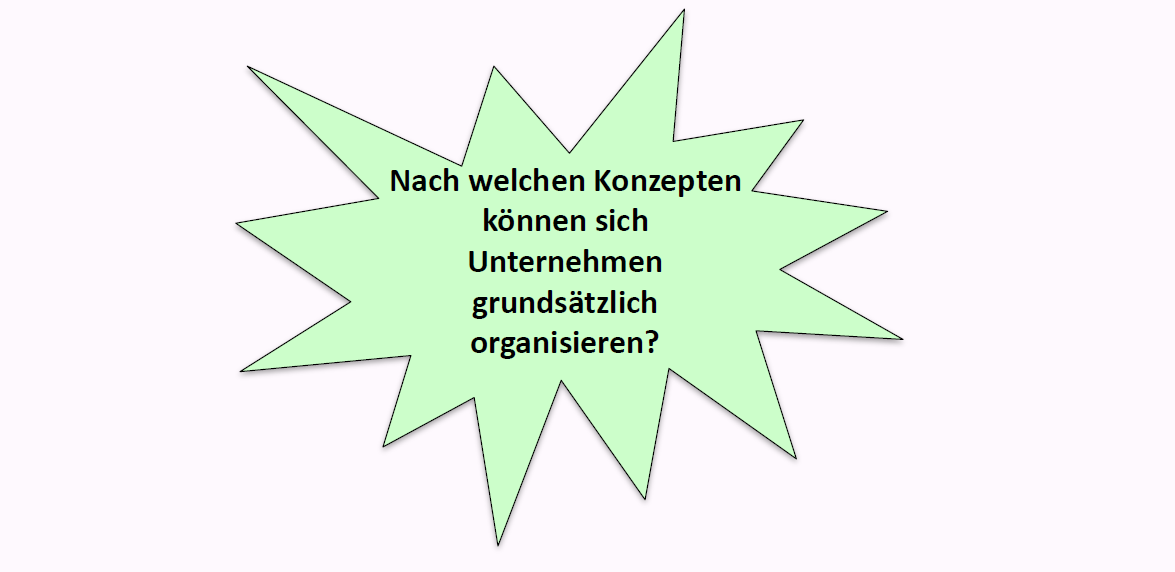 Nach welchen Konzepten
können sich
Unternehmen
grundsätzlich
organisieren?